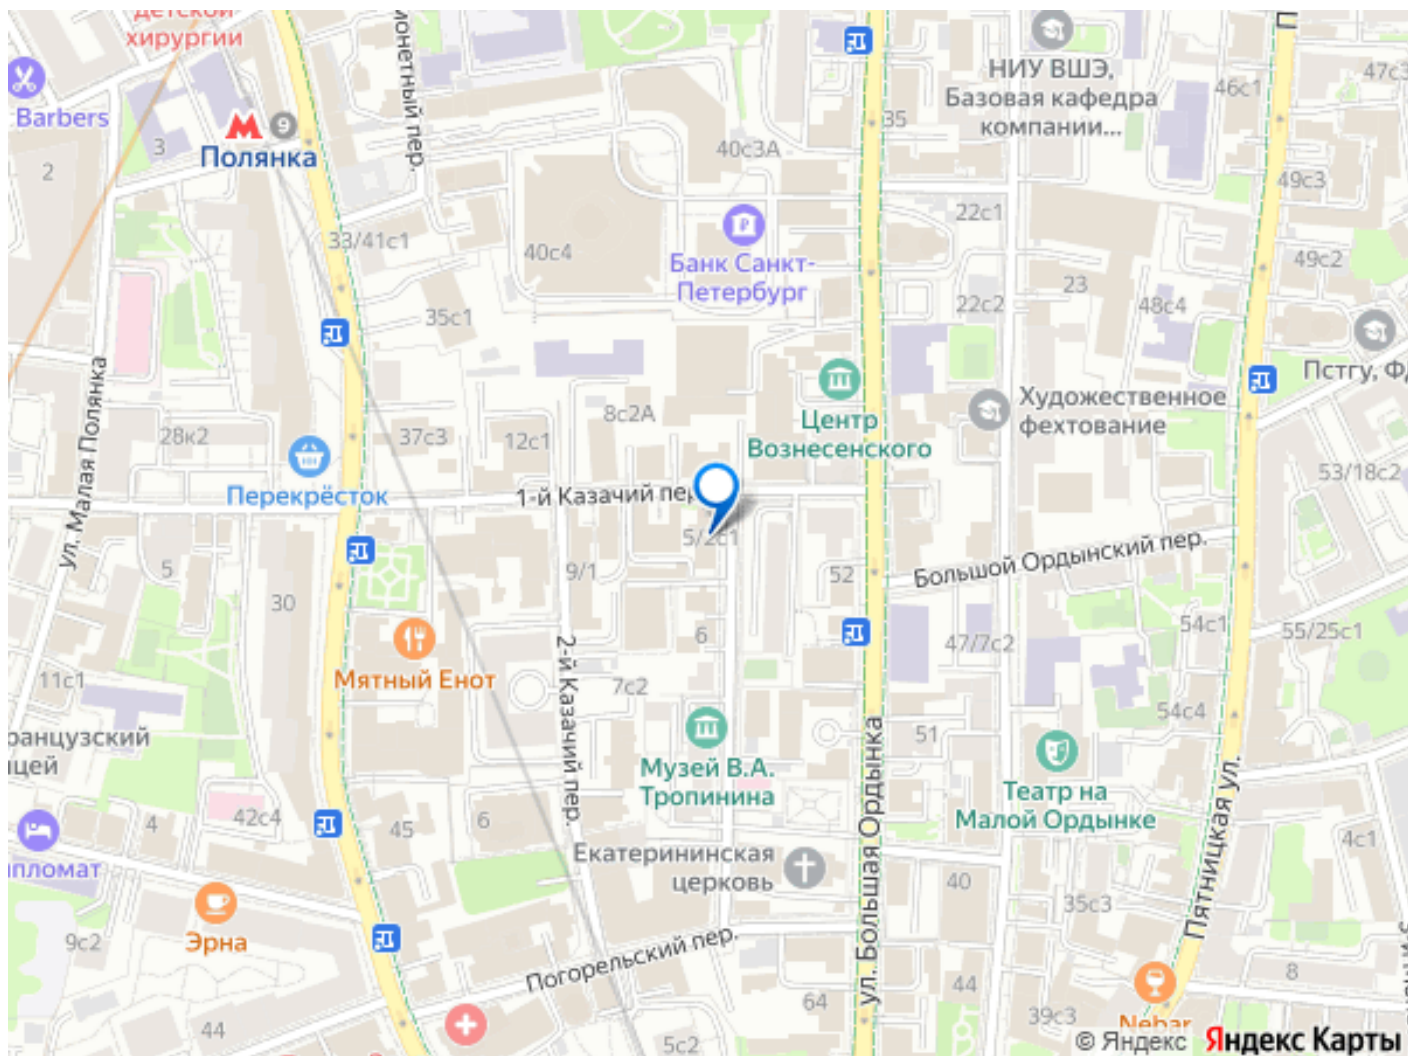 детской
хирургии
Barbers
2
3
9
Полянка
монетный пер.
33/41с1
40с4
40с3А
Банк Санкт-
Петербург
35
НИУ ВШЭ,
Базовая кафедра
компании...
46с1
47с3
49с3
49с2
22с1
22с2
23
48с4
Пстгу, Ф
35с1
ул. Малая Полянка
28к2
Перекрёсток
37с3
12с1
8с2А
Центр
Вознесенского
Художественное
фехтование
53/18с2
1-й Казачий пер
5/2с1
Большой Ордынский пер.
5
30
9/1
52
6
47/7с2
54с1
55/25с1
Мятный Енот
11с1
2-й Казачий пер.
7с2
54с4
51
ранцузский
ицей
Музей В.А.
Тропинина
ул. Большая Ордынка
Театр на
Малой Ордынке
Пятницкая ул.
42с4
4
45
6
4с1
ипломат
Екатерининская
церковь
40
35с3
Эрна
9с2
Погорельский пер.
44
8
64
39с3
Nebar
44
5с2
© Яндекс Яндекс Карты